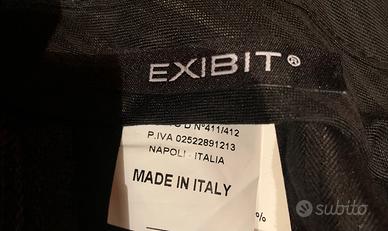 EXIBIT®
D N°411/412
P.IVA 02522891213
NAPOLI - ITALIA
MADE IN ITALY
%
subito